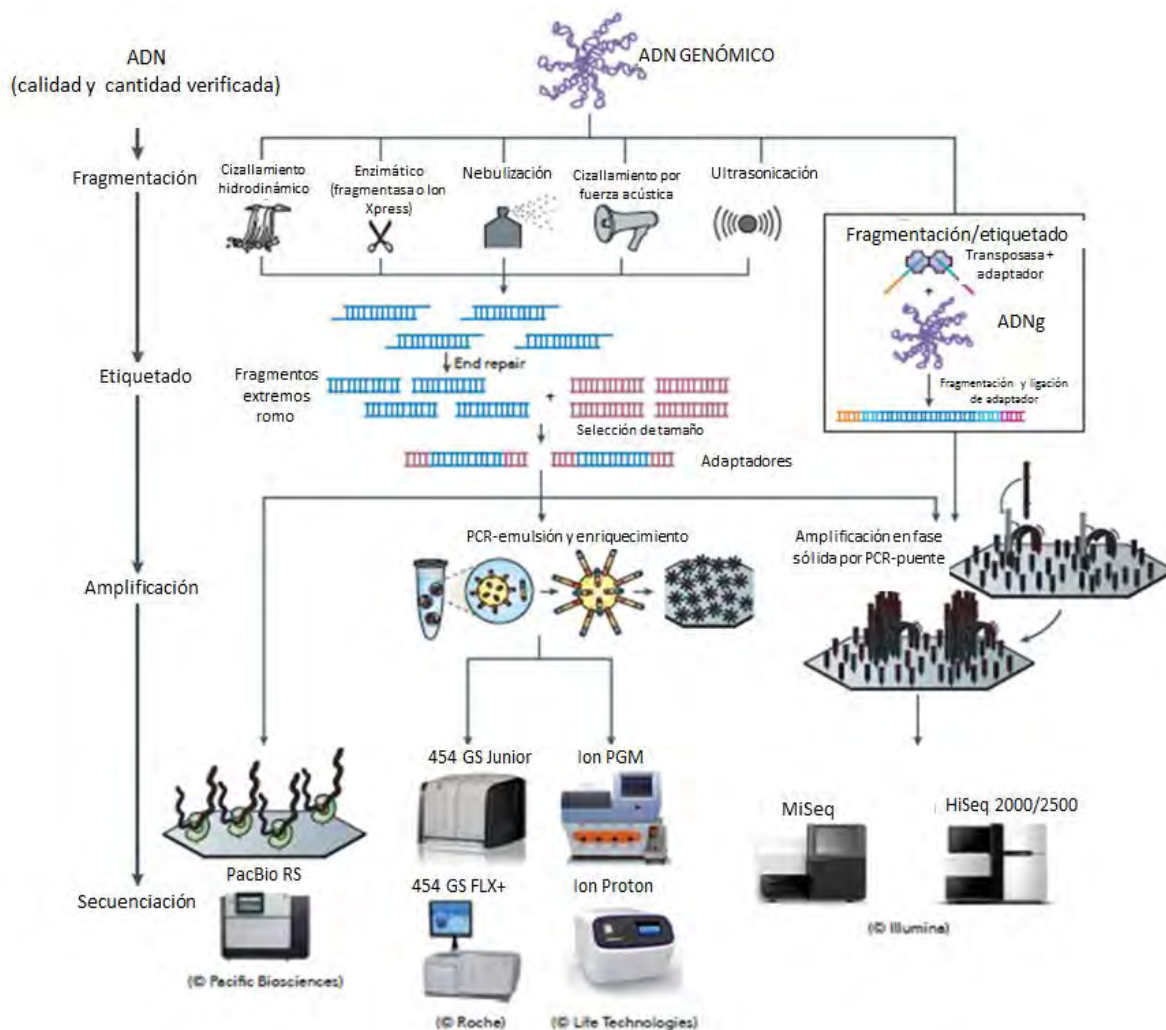 ADN
(calidad y cantidad verificada)
ADN GENÓMICO
Fragmentación
Cizallamiento
hidrodinámico
Enzimático
(fragmentasa o Ion
Xpress)
Nebulización
Cizallamiento por
fuerza acústica
Ultrasonicación
Fragmentación/etiquetado
Transposasa +
adaptador
+
ADNg
Fragmentación y ligación
de adaptador
Etiquetado
End repair
Fragmentos
extremos
romo
+
Selección de tamaño
Adaptadores
Amplificación
PCR-emulsión y enriquecimiento
Amplificación en fase
sólida por PCR-puente
Secuenciación
PacBio RS
(© Pacific Biosciences)
454 GS Junior
454 GS FLX+
(© Roche)
Ion PGM
Ion Proton
(© Life Technologies)
MiSeq
HiSeq 2000/2500
(© Illumina)